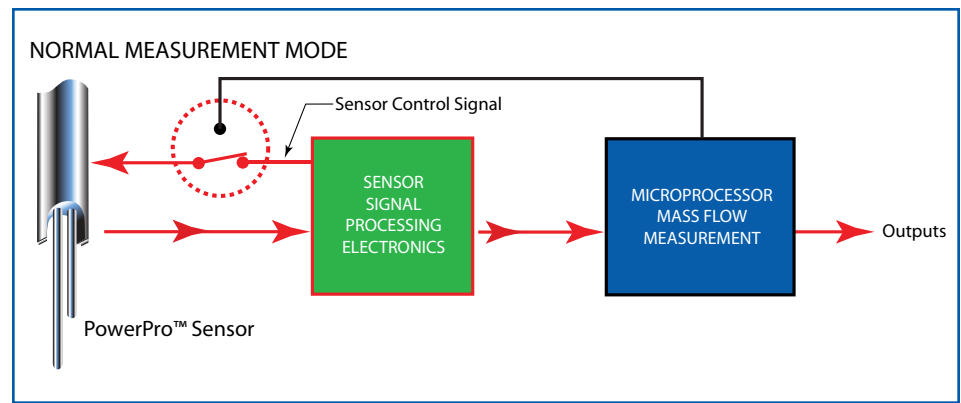 NORMAL MEASUREMENT MODE
Sensor Control Signal
SENSOR
SIGNAL
PROCESSING
ELECTRONICS
MICROPROCESSOR
MASS FLOW
MEASUREMENT
Outputs
PowerPro™ Sensor